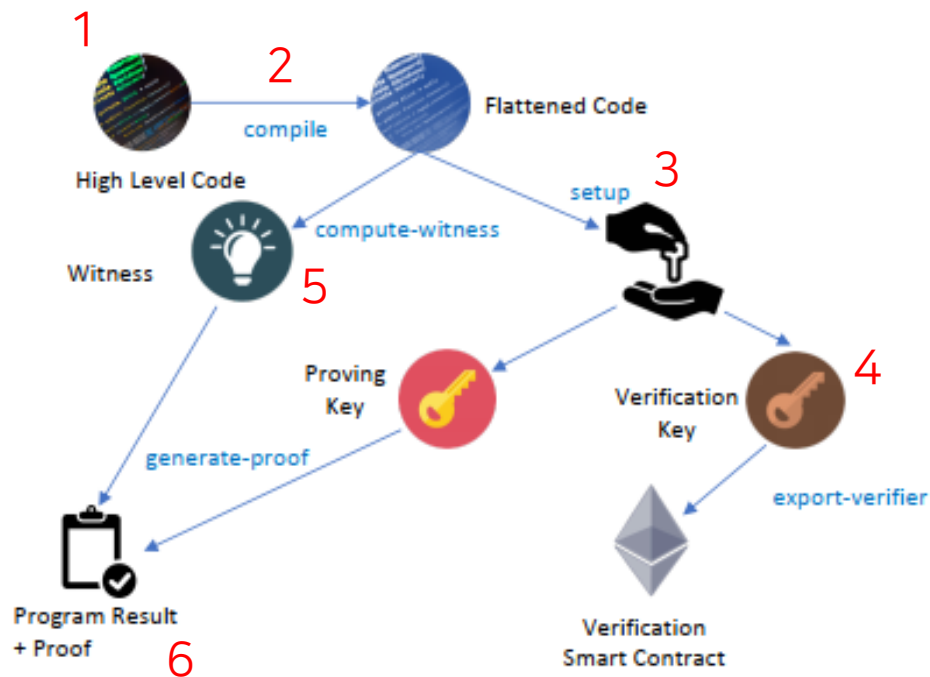 1
2
compile
Flattened Code
High Level Code
3
setup
compute-witness
Witness
5
Proving
Key
4
Verification
Key
generate-proof
export-verifier
Program Result
+ Proof
6
Verification
Smart Contract